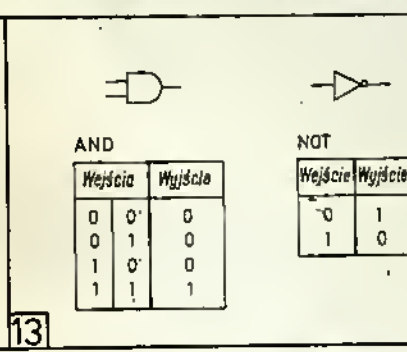 AND
Wejścia Wyjścia
0 0 0
0 1 0
1 0 0
1 1 1
NOT
Wejście Wyjście
0 1
1 0
13